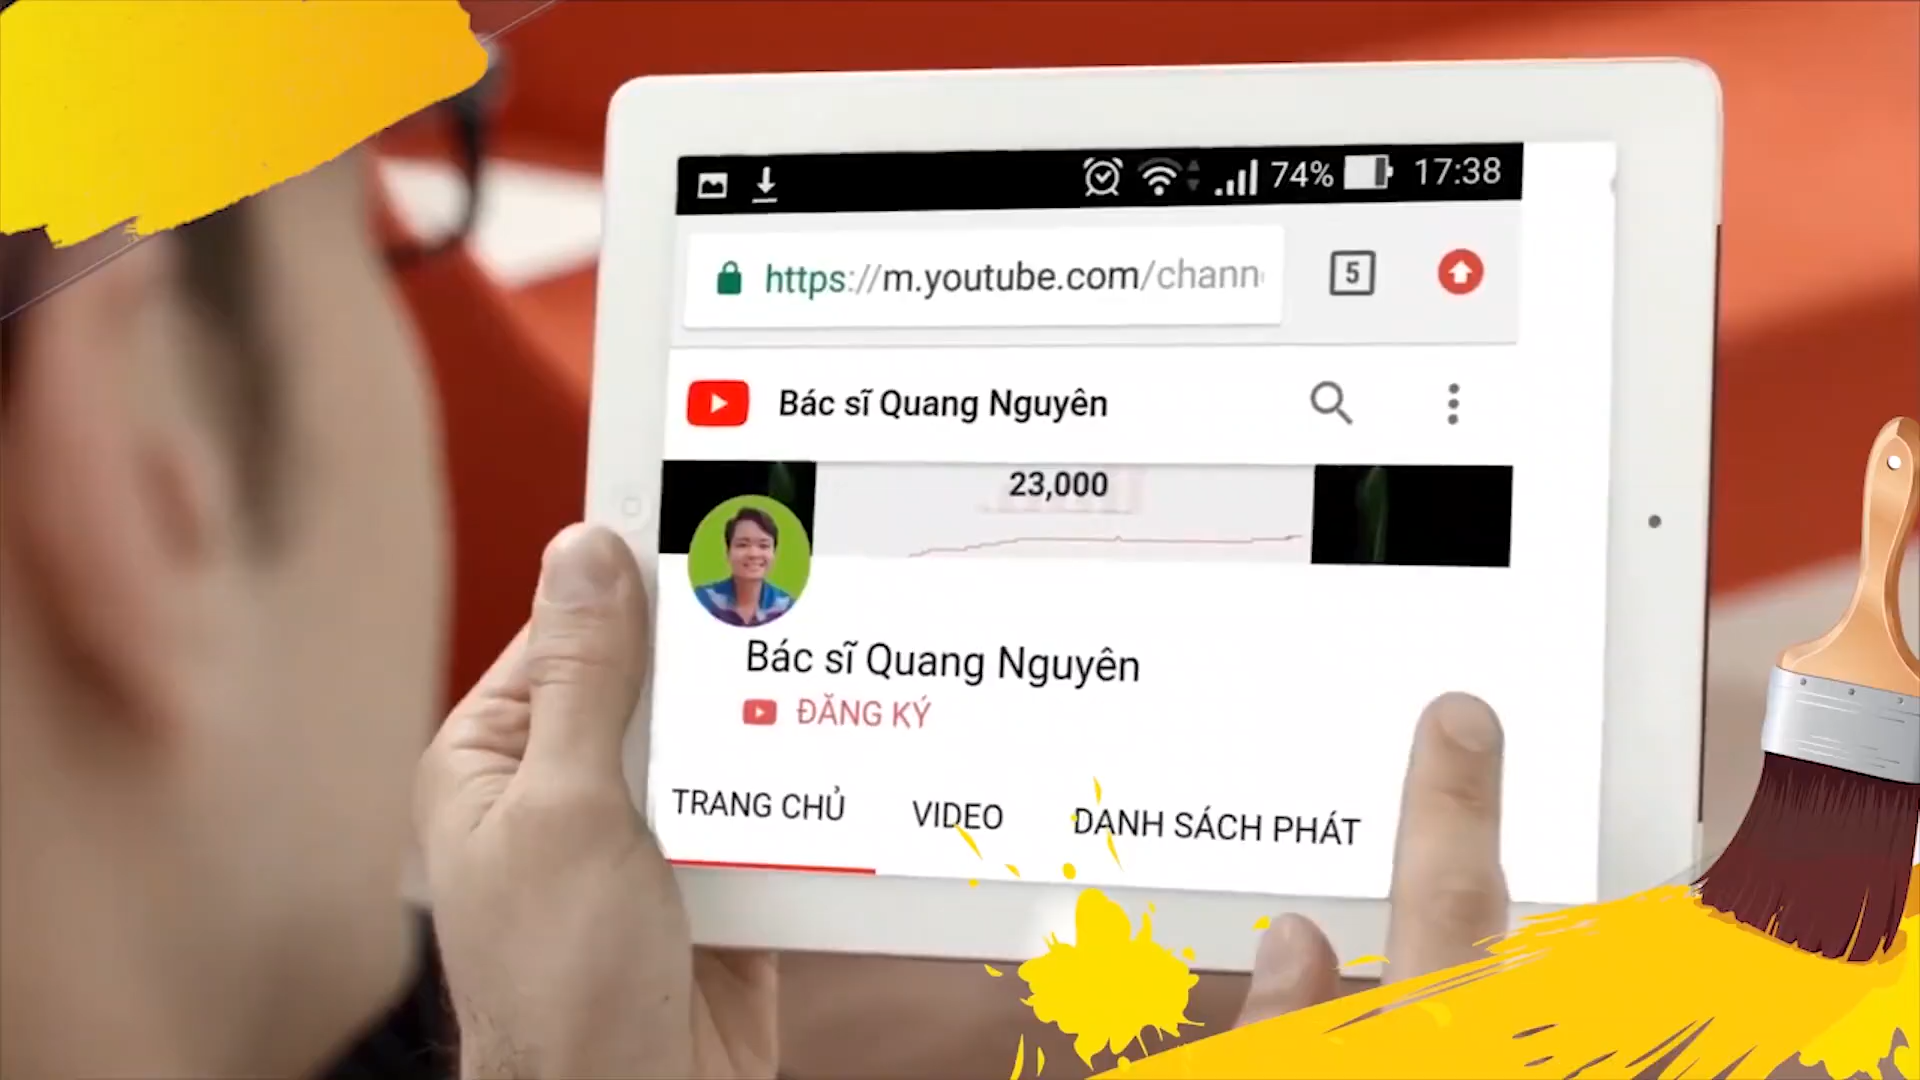 74% 17:38
https://m.youtube.com/chann
5
Bác sĩ Quang Nguyên
23,000
Bác sĩ Quang Nguyên
ĐĂNG KÝ
TRANG CHỦ VIDEO DANH SÁCH PHÁT